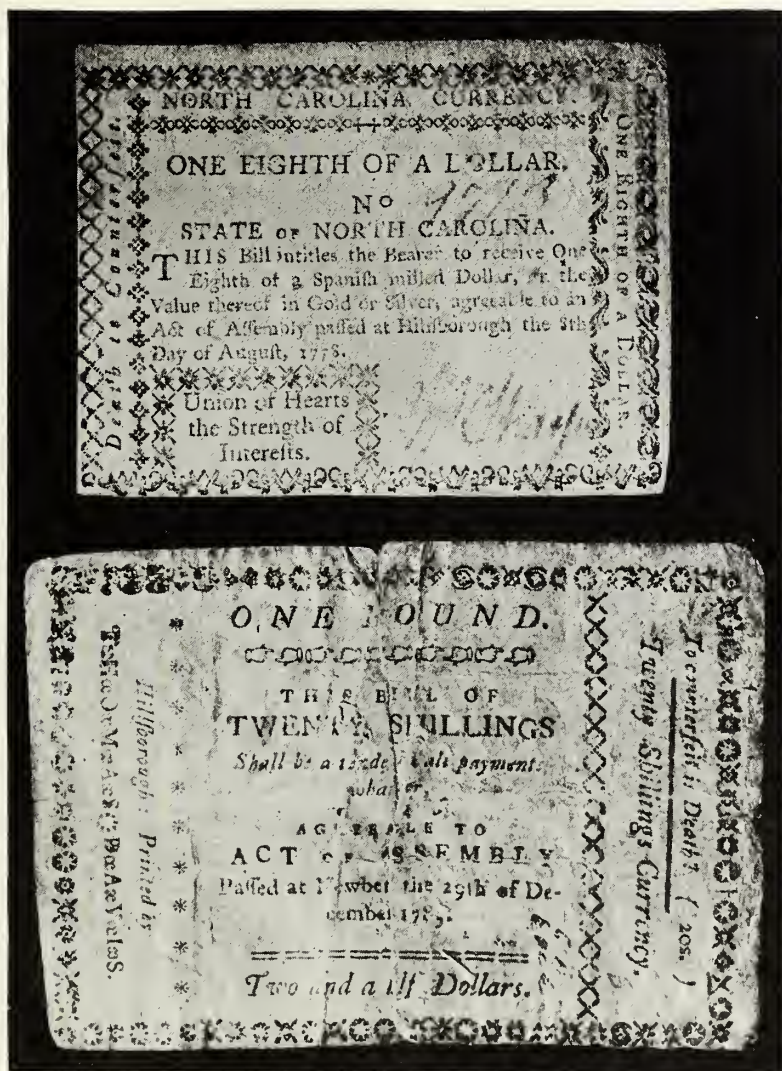 NORTH CAROLINA CURRENCY.
ONE EIGHTH OF A DOLLAR.
No
STATE OF NORTH CAROLINA.
THIS Bill intitles the Bearer to receive One
Eighth of a Spaniſh milled Dollar, or the
Value thereof in Gold or Silver, agreeable to an
Act of Aſſembly paſſed at Hillſborough the 8th
Day of Auguſt, 1778.
Union of Hearts
the Strength of
Intereſts.
Death to Counterfeit.
ONE EIGHTH OF A DOLLAR.
ONE POUND.
THIS BILL OF
TWENTY SHILLINGS
Shall be a tender in all payments
AGREEABLE TO
ACT OF ASSEMBLY
Paſſed at Newbern the 29th of De-
cember 1785.
Two and a half Dollars.
Hillſborough: Printed by
To counterfeit is Death. (20s.)
Twenty Shillings Currency.